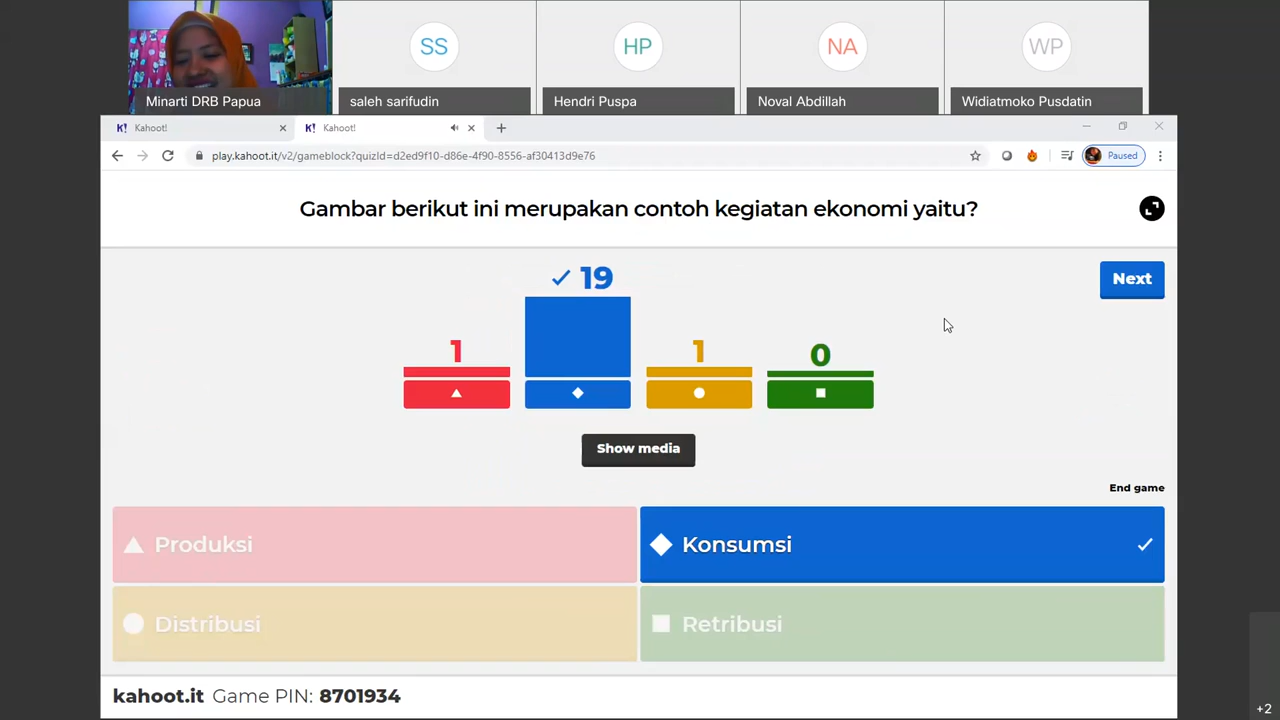 SS
HP
NA
WP
Minarti DRB Papua
saleh sarifudin
Hendri Puspa
Noval Abdillah
Widiatmoko Pusdatin
K! Kahoot!
K! Kahoot!
play.kahoot.it/v2/gameblock?quizId=d2ed9f10-d86e-4f90-8556-af30413d9e76
Paused
Gambar berikut ini merupakan contoh kegiatan ekonomi yaitu?
Next
1
19
1
0
Show media
End game
Produksi
Konsumsi
Distribusi
Retribusi
kahoot.it Game PIN: 8701934
+2